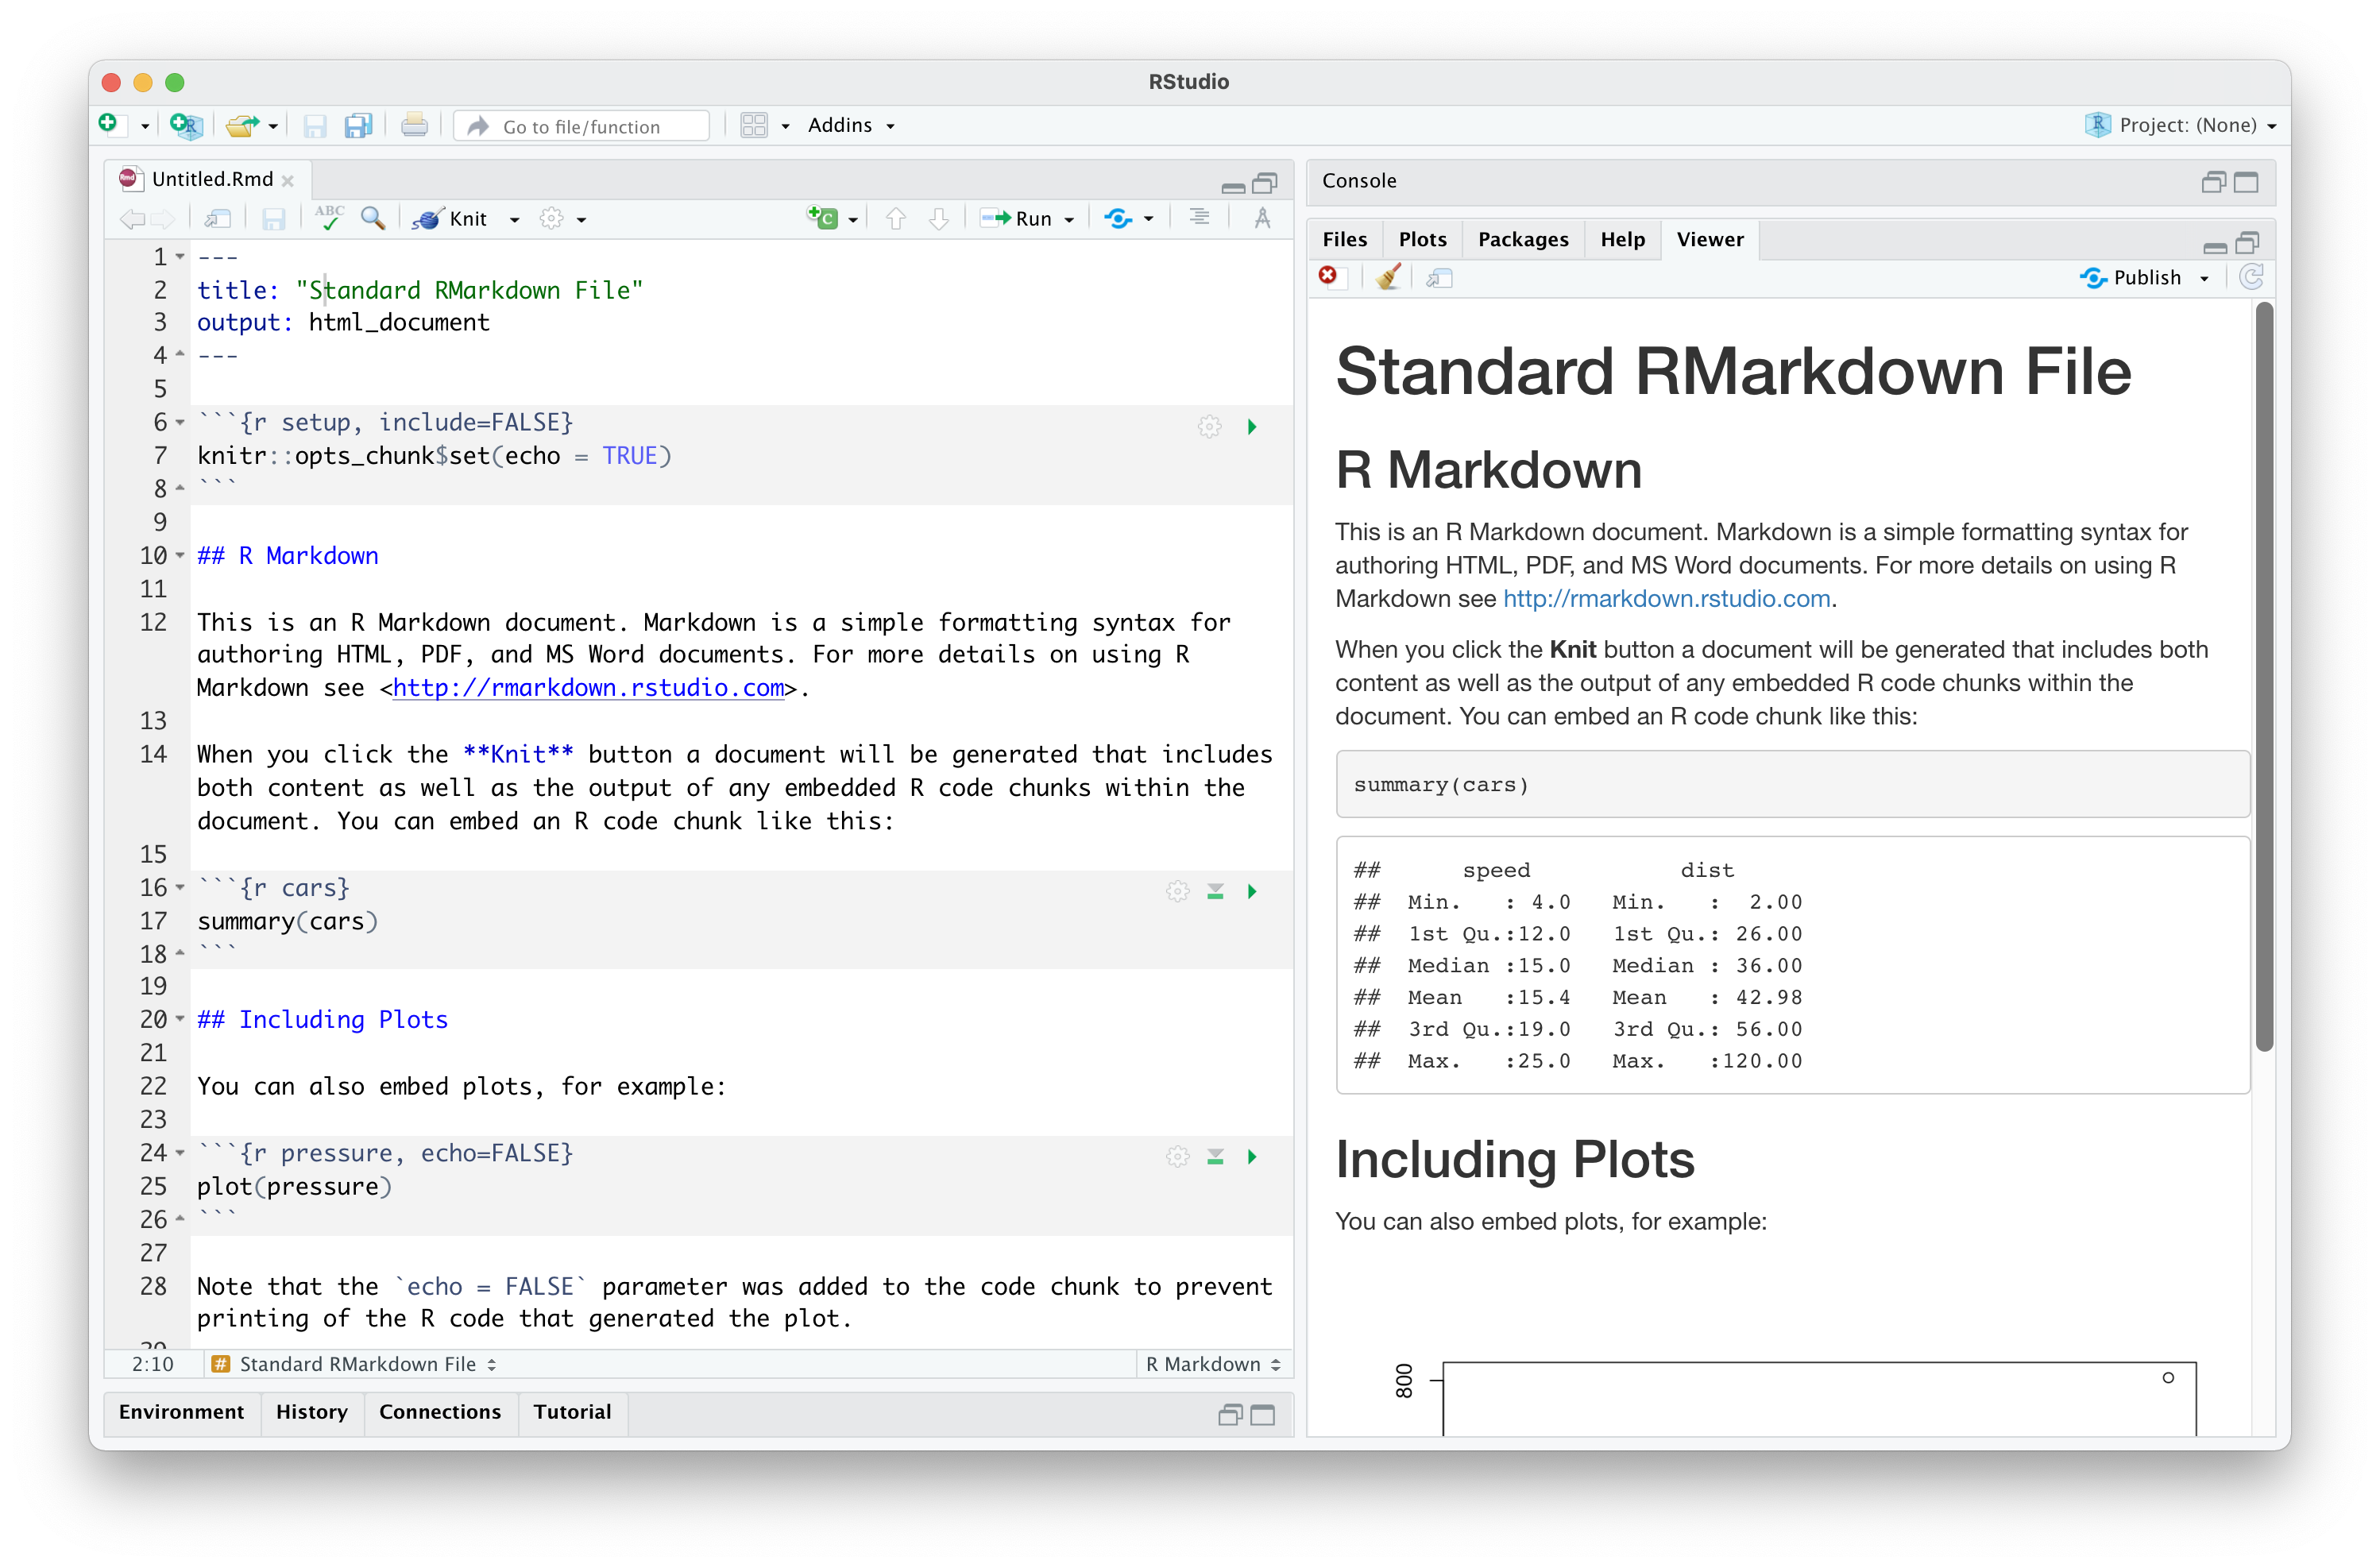 RStudio
Go to file/function
Addins
Project: (None)
Untitled.Rmd
ABC
Knit
Run
1 ---
2 title: "Standard RMarkdown File"
3 output: html_document
4 ---
5
6 ```{r setup, include=FALSE}
7 knitr::opts_chunk$set(echo = TRUE)
8 ```
9
10 ## R Markdown
11
12 This is an R Markdown document. Markdown is a simple formatting syntax for
authoring HTML, PDF, and MS Word documents. For more details on using R
Markdown see <http://rmarkdown.rstudio.com>.
13
14 When you click the **Knit** button a document will be generated that includes
both content as well as the output of any embedded R code chunks within the
document. You can embed an R code chunk like this:
15
16 ```{r cars}
17 summary(cars)
18 ```
19
20 ## Including Plots
21
22 You can also embed plots, for example:
23
24 ```{r pressure, echo=FALSE}
25 plot(pressure)
26 ```
27
28 Note that the `echo = FALSE` parameter was added to the code chunk to prevent
printing of the R code that generated the plot.
2:10
# Standard RMarkdown File
R Markdown
Environment
History
Connections
Tutorial
Console
Files
Plots
Packages
Help
Viewer
Publish
Standard RMarkdown File
R Markdown
This is an R Markdown document. Markdown is a simple formatting syntax for
authoring HTML, PDF, and MS Word documents. For more details on using R
Markdown see http://rmarkdown.rstudio.com.
When you click the Knit button a document will be generated that includes both
content as well as the output of any embedded R code chunks within the
document. You can embed an R code chunk like this:
summary(cars)
##      speed           dist
##  Min.   : 4.0   Min.   :  2.00
##  1st Qu.:12.0   1st Qu.: 26.00
##  Median :15.0   Median : 36.00
##  Mean   :15.4   Mean   : 42.98
##  3rd Qu.:19.0   3rd Qu.: 56.00
##  Max.   :25.0   Max.   :120.00
Including Plots
You can also embed plots, for example:
800